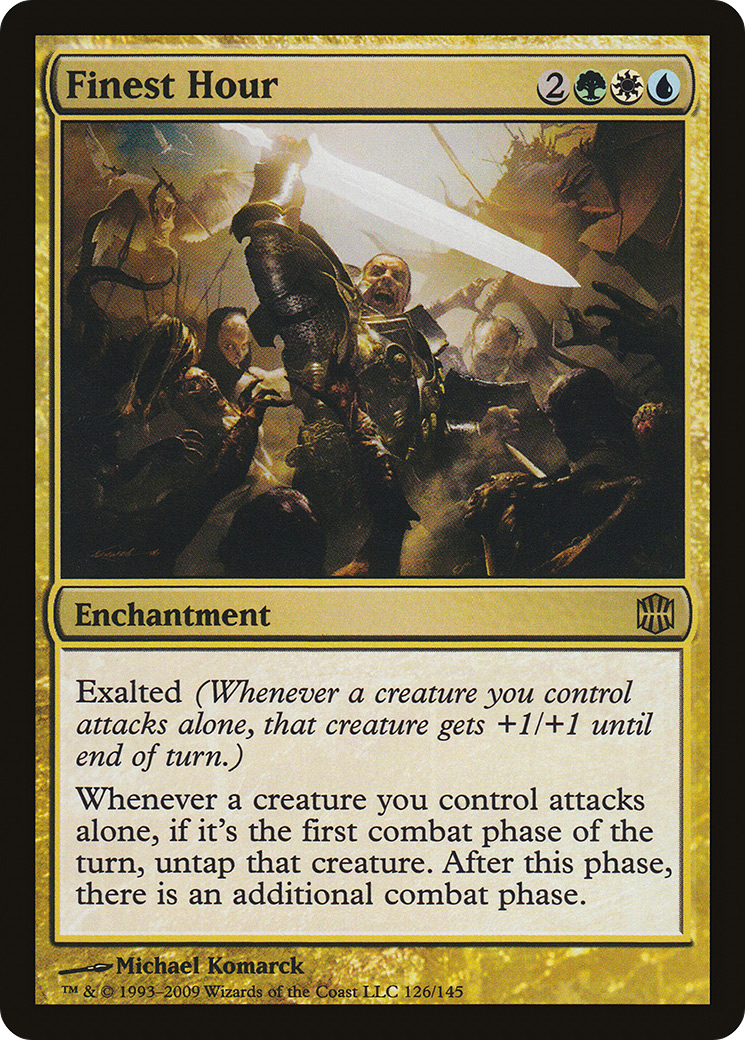 Finest Hour 2
Enchantment
Exalted (Whenever a creature you control
attacks alone, that creature gets +1/+1 until
end of turn.)
Whenever a creature you control attacks
alone, if it's the first combat phase of the
turn, untap that creature. After this phase,
there is an additional combat phase.
Michael Komarck
™ & © 1993–2009 Wizards of the Coast LLC 126/145